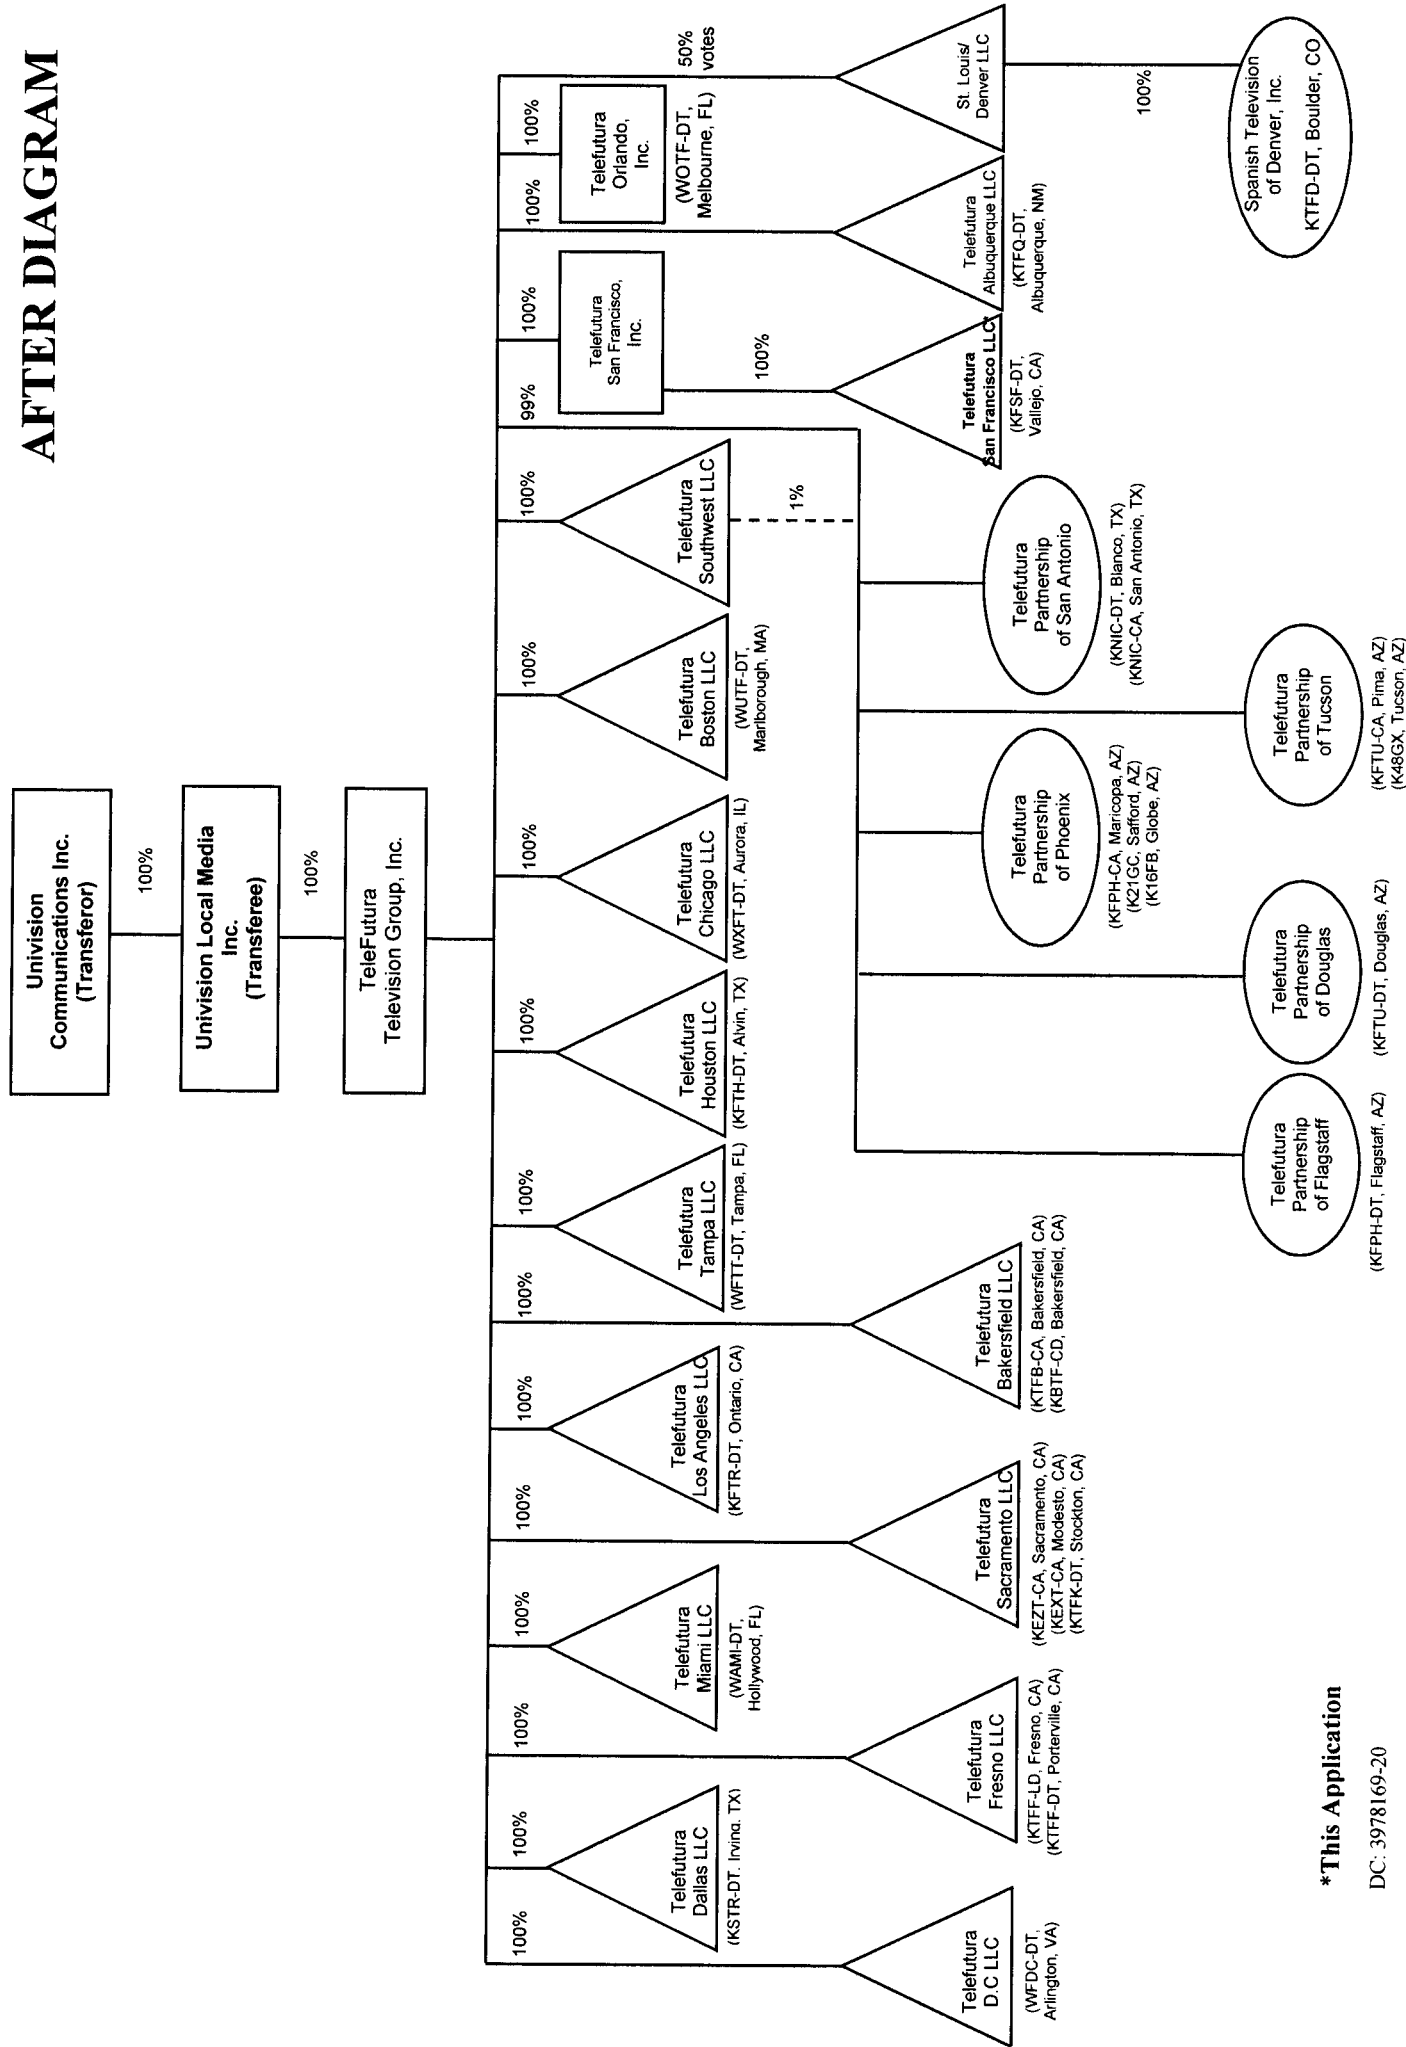 AFTER DIAGRAM
Univision
Communications Inc.
(Transferor)
100%
Univision Local Media
Inc.
(Transferee)
100%
TeleFutura
Television Group, Inc.
100%
100%
100%
100%
100%
100%
100%
100%
100%
100%
100%
100%
99%
100%
100%
100%
50%
votes
Telefutura
Dallas LLC
(KSTR-DT, Irving, TX)
Telefutura
Miami LLC
(WAMI-DT,
Hollywood, FL)
Telefutura
Los Angeles LLC
(KFTR-DT, Ontario, CA)
Telefutura
Tampa LLC
(WFTT-DT, Tampa, FL)
Telefutura
Houston LLC
(KFTH-DT, Alvin, TX)
Telefutura
Chicago LLC
(WXFT-DT, Aurora, IL)
Telefutura
Boston LLC
(WUTF-DT,
Marlborough, MA)
Telefutura
Southwest LLC
1%
Telefutura
San Francisco,
Inc.
100%
Telefutura
Orlando,
Inc.
(WOTF-DT,
Melbourne, FL)
Telefutura
D.C LLC
(WFDC-DT,
Arlington, VA)
Telefutura
Fresno LLC
(KTFF-LD, Fresno, CA)
(KTFF-DT, Porterville, CA)
Telefutura
Sacramento LLC
(KEZT-CA, Sacramento, CA)
(KEXT-CA, Modesto, CA)
(KTFK-DT, Stockton, CA)
Telefutura
Bakersfield LLC
(KTFB-CA, Bakersfield, CA)
(KBTF-CD, Bakersfield, CA)
Telefutura
Partnership
of Phoenix
(KFPH-CA, Maricopa, AZ)
(K21GC, Safford, AZ)
(K16FB, Globe, AZ)
Telefutura
Partnership
of San Antonio
(KNIC-DT, Blanco, TX)
(KNIC-CA, San Antonio, TX)
Telefutura
San Francisco LLC*
(KFSF-DT,
Vallejo, CA)
Telefutura
Albuquerque LLC
(KTFQ-DT,
Albuquerque, NM)
St. Louis/
Denver LLC
100%
Telefutura
Partnership
of Flagstaff
(KFPH-DT, Flagstaff, AZ)
Telefutura
Partnership
of Douglas
(KFTU-DT, Douglas, AZ)
Telefutura
Partnership
of Tucson
(KFTU-CA, Pima, AZ)
(K48GX, Tucson, AZ)
Spanish Television
of Denver, Inc.
KTFD-DT, Boulder, CO
*This Application
DC: 3978169-20